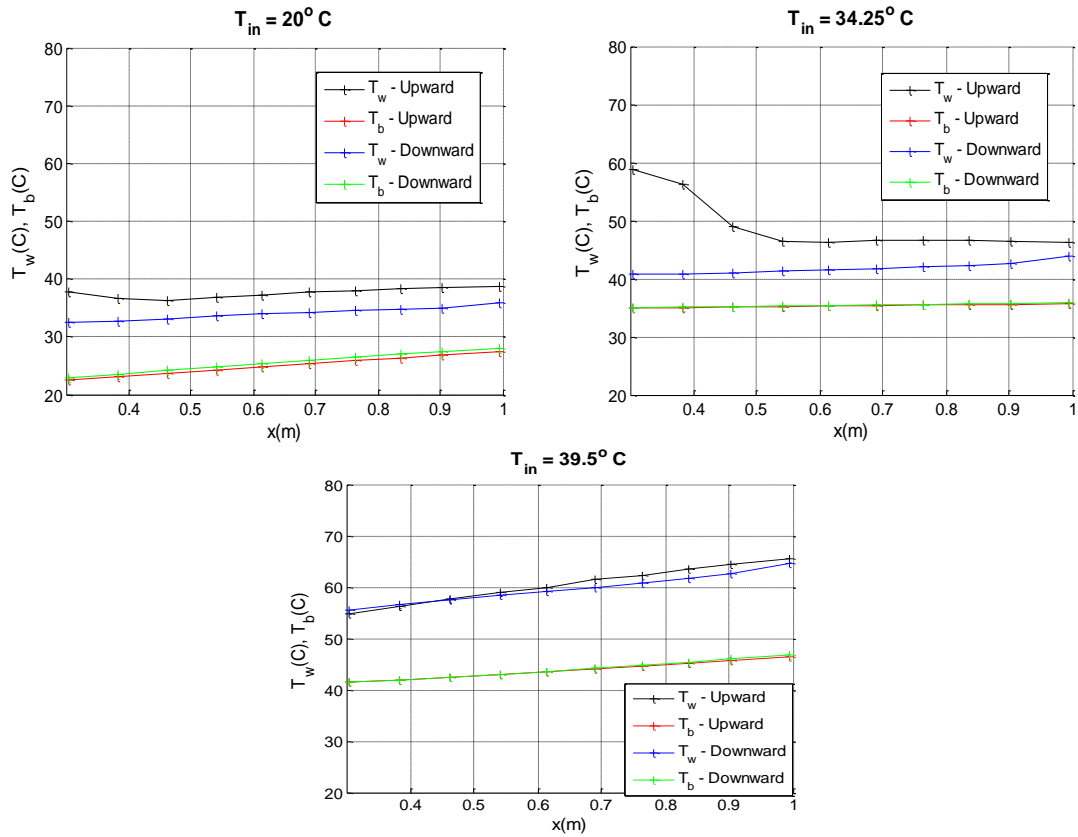 T_in = 20° C
80
70
60
50
40
30
20
T_w(C), T_b(C)
0.4
0.5
0.6
0.7
0.8
0.9
1
x(m)
T_w - Upward
T_b - Upward
T_w - Downward
T_b - Downward
T_in = 34.25° C
80
70
60
50
40
30
20
T_w(C), T_b(C)
0.4
0.5
0.6
0.7
0.8
0.9
1
x(m)
T_w - Upward
T_b - Upward
T_w - Downward
T_b - Downward
T_in = 39.5° C
80
70
60
50
40
30
20
T_w(C), T_b(C)
0.4
0.5
0.6
0.7
0.8
0.9
1
x(m)
T_w - Upward
T_b - Upward
T_w - Downward
T_b - Downward